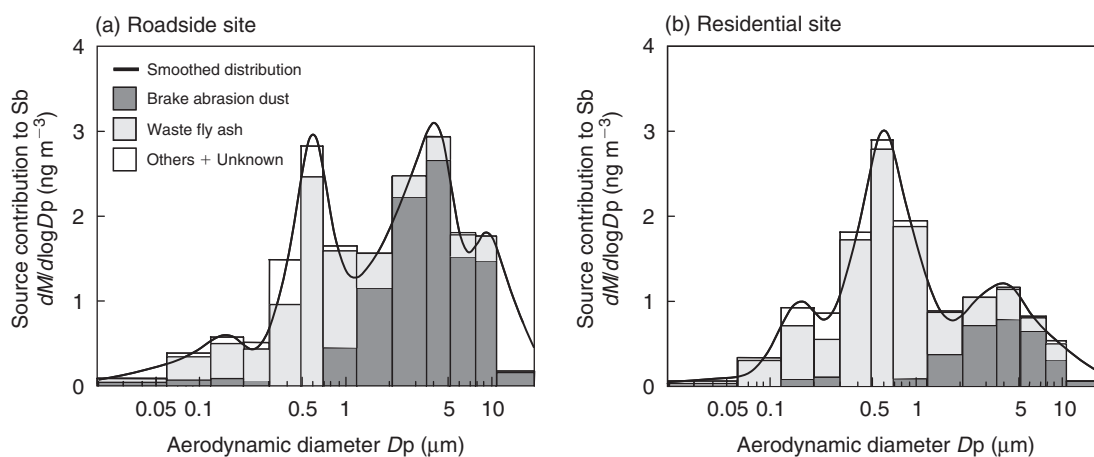 (a) Roadside site
4
3
2
1
0
Source contribution to Sb
dM/dlogDp (ng m⁻³)
Smoothed distribution
Brake abrasion dust
Waste fly ash
Others + Unknown
0.05 0.1 0.5 1 5 10
Aerodynamic diameter Dp (μm)
(b) Residential site
4
3
2
1
0
Source contribution to Sb
dM/dlogDp (ng m⁻³)
0.05 0.1 0.5 1 5 10
Aerodynamic diameter Dp (μm)